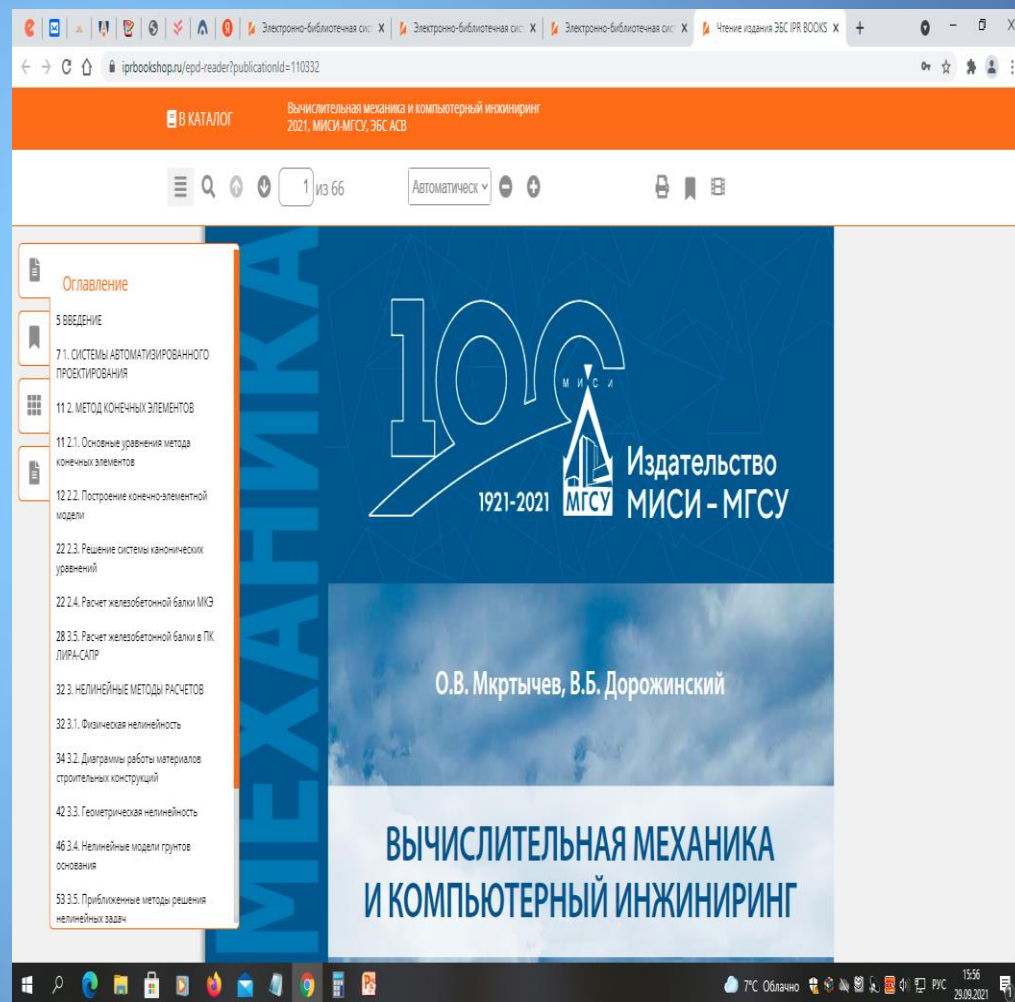 Электронно-библиотечная сис
Электронно-библиотечная сис
Электронно-библиотечная сис
Чтение издания ЭБС IPR BOOKS
iprbookshop.ru/epd-reader?publicationId=110332
В КАТАЛОГ
Вычислительная механика и компьютерный инжиниринг
2021, МИСИ-МГСУ, ЭБС АСВ
1 из 66
Автоматическ
Оглавление
5 ВВЕДЕНИЕ
7 1. СИСТЕМЫ АВТОМАТИЗИРОВАННОГО
ПРОЕКТИРОВАНИЯ
11 2. МЕТОД КОНЕЧНЫХ ЭЛЕМЕНТОВ
11 2.1. Основные уравнения метода
конечных элементов
12 2.2. Построение конечно-элементной
модели
22 2.3. Решение системы канонических
уравнений
22 2.4. Расчет железобетонной балки МКЭ
28 3.5. Расчет железобетонной балки в ПК
ЛИРА-САПР
32 3. НЕЛИНЕЙНЫЕ МЕТОДЫ РАСЧЕТОВ
32 3.1. Физическая нелинейность
34 3.2. Диаграммы работы материалов
строительных конструкций
42 3.3. Геометрическая нелинейность
46 3.4. Нелинейные модели грунтов
основания
53 3.5. Приближенные методы решения
нелинейных задач
МЕХАНИКА
100
МИСИ
1921-2021
МГСУ
Издательство
МИСИ – МГСУ
О.В. Мкртычев, В.Б. Дорожинский
ВЫЧИСЛИТЕЛЬНАЯ МЕХАНИКА
И КОМПЬЮТЕРНЫЙ ИНЖИНИРИНГ
7°C Облачно
РУС
15:56
29.09.2021